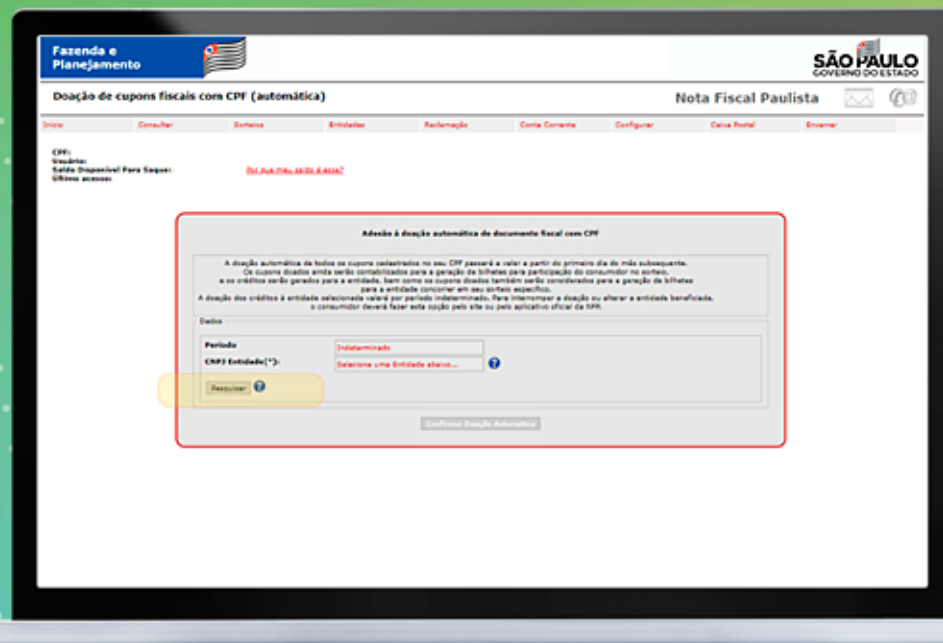 Fazenda e
Planejamento
SÃO PAULO
GOVERNO DO ESTADO
Doação de cupons fiscais com CPF (automática)
Nota Fiscal Paulista
Início Consultar Sorteios Entidades Reclamação Conta Corrente Configurar Caixa Postal Encerrar
CPF:
Usuário:
Saldo Disponível Para Saque: Por que meu saldo é esse?
Último acesso:
Adesão à doação automática de documento fiscal com CPF
A doação automática de todos os cupons cadastrados no seu CPF passará a valer a partir do primeiro dia do mês subsequente.
Os cupons doados ainda serão contabilizados para a geração de bilhetes para participação do consumidor no sorteio,
e os créditos serão gerados para a entidade, bem como os cupons doados também serão considerados para a geração de bilhetes
para a entidade concorrer em seu sorteio específico.
A doação dos créditos à entidade selecionada valerá por período indeterminado. Para interromper a doação ou alterar a entidade beneficiada,
o consumidor deverá fazer esta opção pelo site ou pelo aplicativo oficial da NFP.
Dados
Período Indeterminado
CNPJ Entidade(*): Selecione uma Entidade abaixo...
Pesquisar
Confirmar Doação Automática